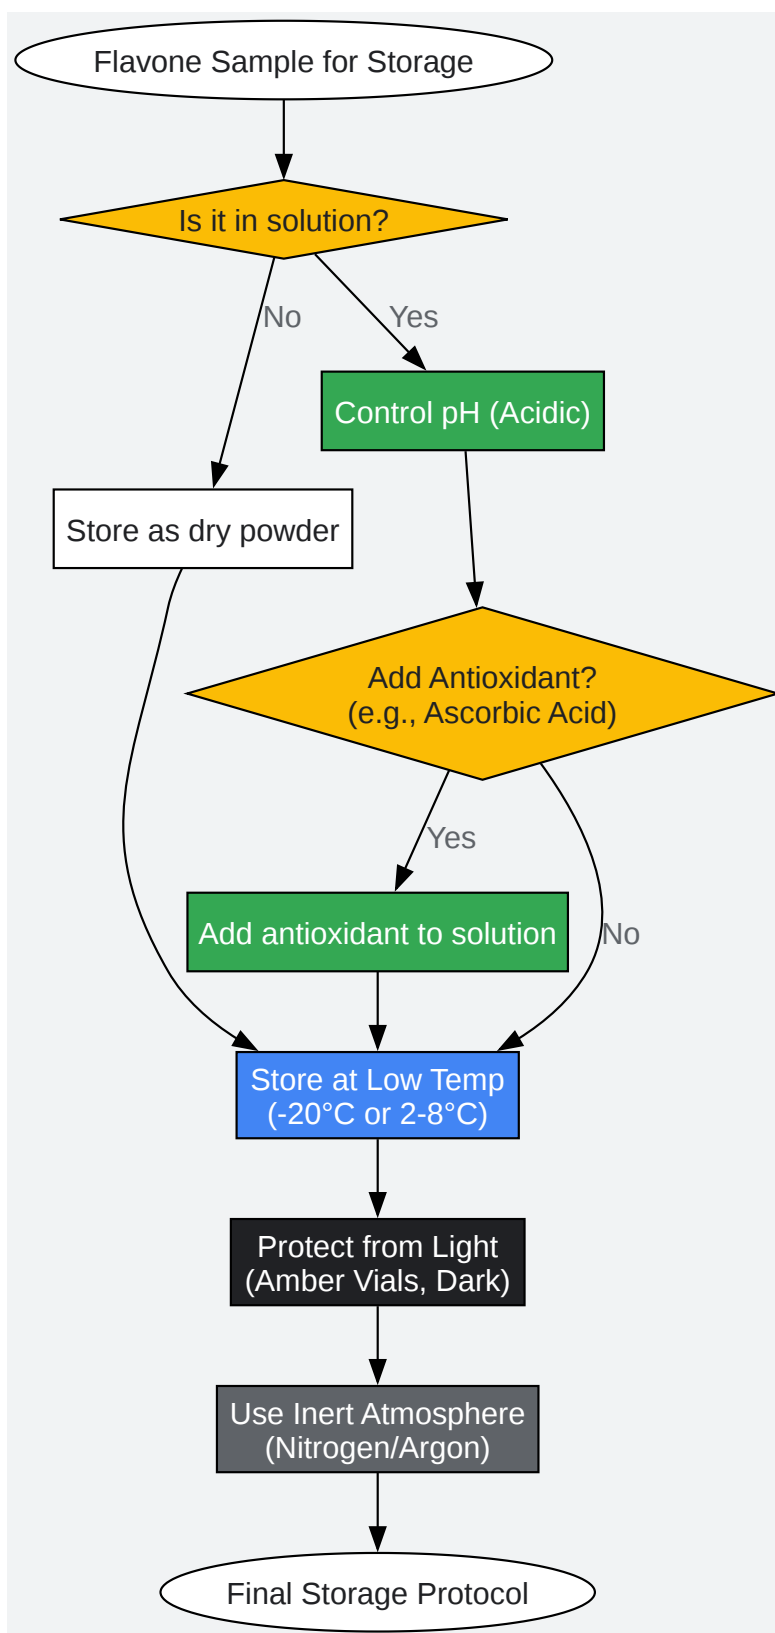 Flavone Sample for Storage
Is it in solution?
No
Yes
Control pH (Acidic)
Store as dry powder
Add Antioxidant?
(e.g., Ascorbic Acid)
Yes
Add antioxidant to solution
No
Store at Low Temp
(-20°C or 2-8°C)
Protect from Light
(Amber Vials, Dark)
Use Inert Atmosphere
(Nitrogen/Argon)
Final Storage Protocol